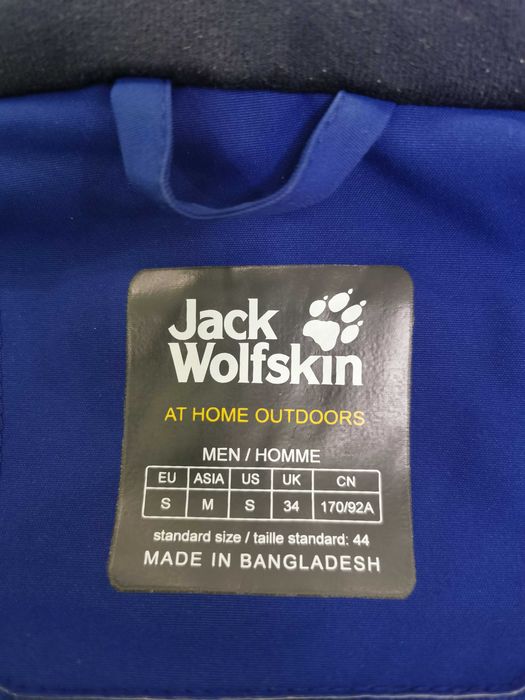 Jack
Wolfskin
AT HOME OUTDOORS
MEN / HOMME
EU ASIA US UK CN
S M S 34 170/92A
standard size / taille standard: 44
MADE IN BANGLADESH